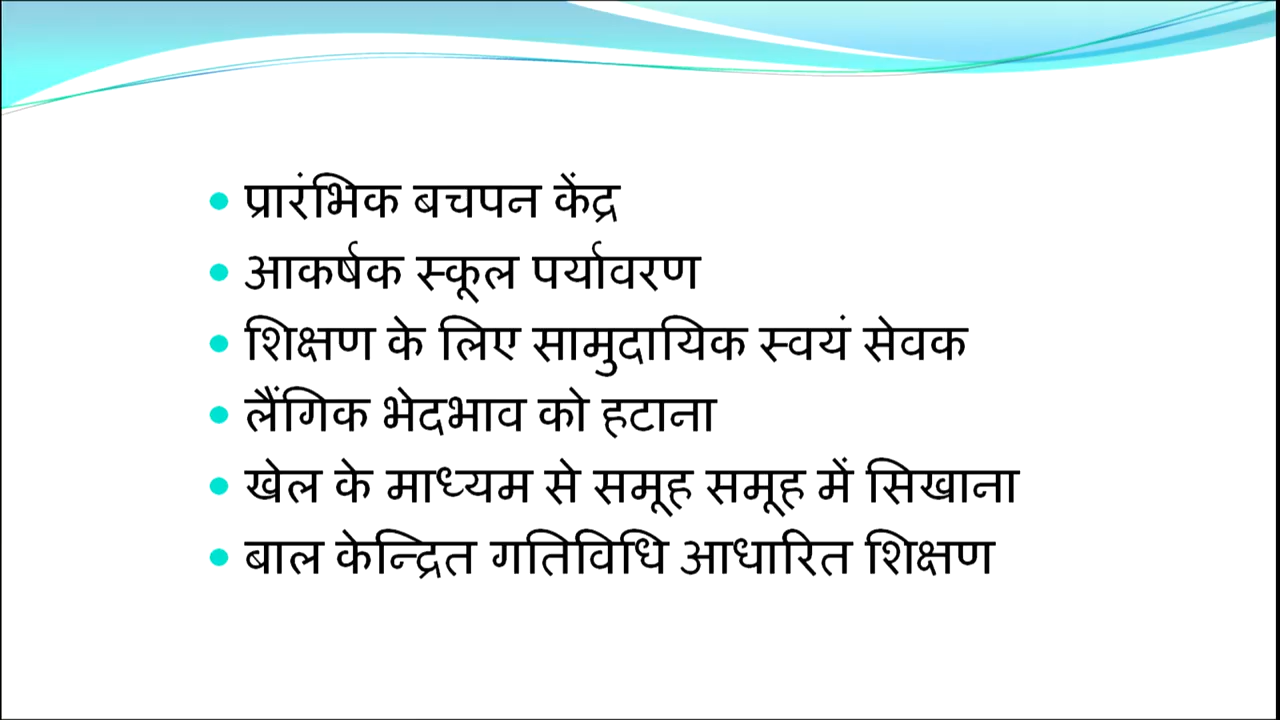 • प्रारंभिक बचपन केंद्र
• आकर्षक स्कूल पर्यावरण
• शिक्षण के लिए सामुदायिक स्वयं सेवक
• लैंगिक भेदभाव को हटाना
• खेल के माध्यम से समूह समूह में सिखाना
• बाल केन्द्रित गतिविधि आधारित शिक्षण